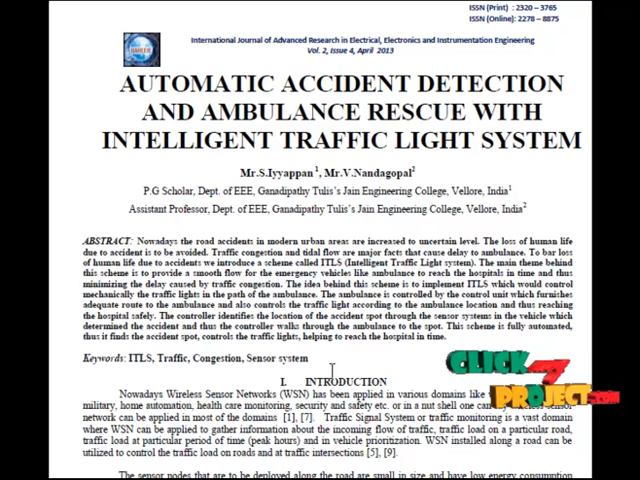 ISSN (Print) : 2320 – 3765
ISSN (Online): 2278 – 8875
International Journal of Advanced Research in Electrical, Electronics and Instrumentation Engineering
Vol. 2, Issue 4, April 2013
AUTOMATIC ACCIDENT DETECTION
AND AMBULANCE RESCUE WITH
INTELLIGENT TRAFFIC LIGHT SYSTEM
Mr.S.Iyyappan1, Mr.V.Nandagopal2
P.G Scholar, Dept. of EEE, Ganadipathy Tulis's Jain Engineering College, Vellore, India1
Assistant Professor, Dept. of EEE, Ganadipathy Tulis's Jain Engineering College, Vellore, India2
ABSTRACT: Nowadays the road accidents in modern urban areas are increased to uncertain level. The loss of human life
due to accident is to be avoided. Traffic congestion and tidal flow are major facts that cause delay to ambulance. To bar loss
of human life due to accidents we introduce a scheme called ITLS (Intelligent Traffic Light system). The main theme behind
this scheme is to provide a smooth flow for the emergency vehicles like ambulance to reach the hospitals in time and thus
minimizing the delay caused by traffic congestion. The idea behind this scheme is to implement ITLS which would control
mechanically the traffic lights in the path of the ambulance. The ambulance is controlled by the control unit which furnishes
adequate route to the ambulance and also controls the traffic light according to the ambulance location and thus reaching
the hospital safely. The controller identifies the location of the accident spot through the sensor systems in the vehicle which
determined the accident and thus the controller walks through the ambulance to the spot. This scheme is fully automated,
thus it finds the accident spot, controls the traffic lights, helping to reach the hospital in time.
Keywords: ITLS, Traffic, Congestion, Sensor system
I. INTRODUCTION
Nowadays Wireless Sensor Networks (WSN) has been applied in various domains like
military, home automation, health care monitoring, security and safety etc. or in a nut shell one
network can be applied in most of the domains [1], [7]. Traffic Signal System or traffic monitoring is a vast domain
where WSN can be applied to gather information about the incoming flow of traffic, traffic load on a particular road,
traffic load at particular period of time (peak hours) and in vehicle prioritization. WSN installed along a road can be
utilized to control the traffic load on roads and at traffic intersections [5], [9].
The sensor nodes that are to be deployed along the road are small in size and have low energy consumption
CLICK
PROJECT.COM